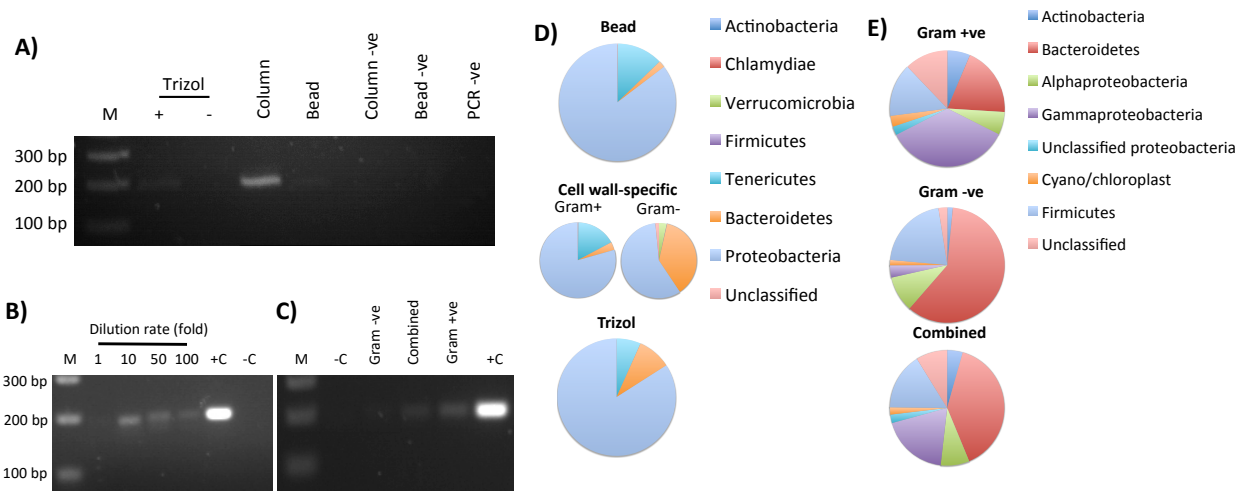 A)
Trizol
M
+
-
Column
Bead
Column -ve
Bead -ve
PCR -ve
300 bp
200 bp
100 bp
B)
Dilution rate (fold)
M 1 10 50 100 +C -C
300 bp
200 bp
100 bp
C)
M
-C
Gram -ve
Combined
Gram +ve
+C
D)
Bead
Cell wall-specific
Gram+ Gram-
Trizol
Actinobacteria
Chlamydiae
Verrucomicrobia
Firmicutes
Tenericutes
Bacteroidetes
Proteobacteria
Unclassified
E)
Gram +ve
Gram -ve
Combined
Actinobacteria
Bacteroidetes
Alphaproteobacteria
Gammaproteobacteria
Unclassified proteobacteria
Cyano/chloroplast
Firmicutes
Unclassified